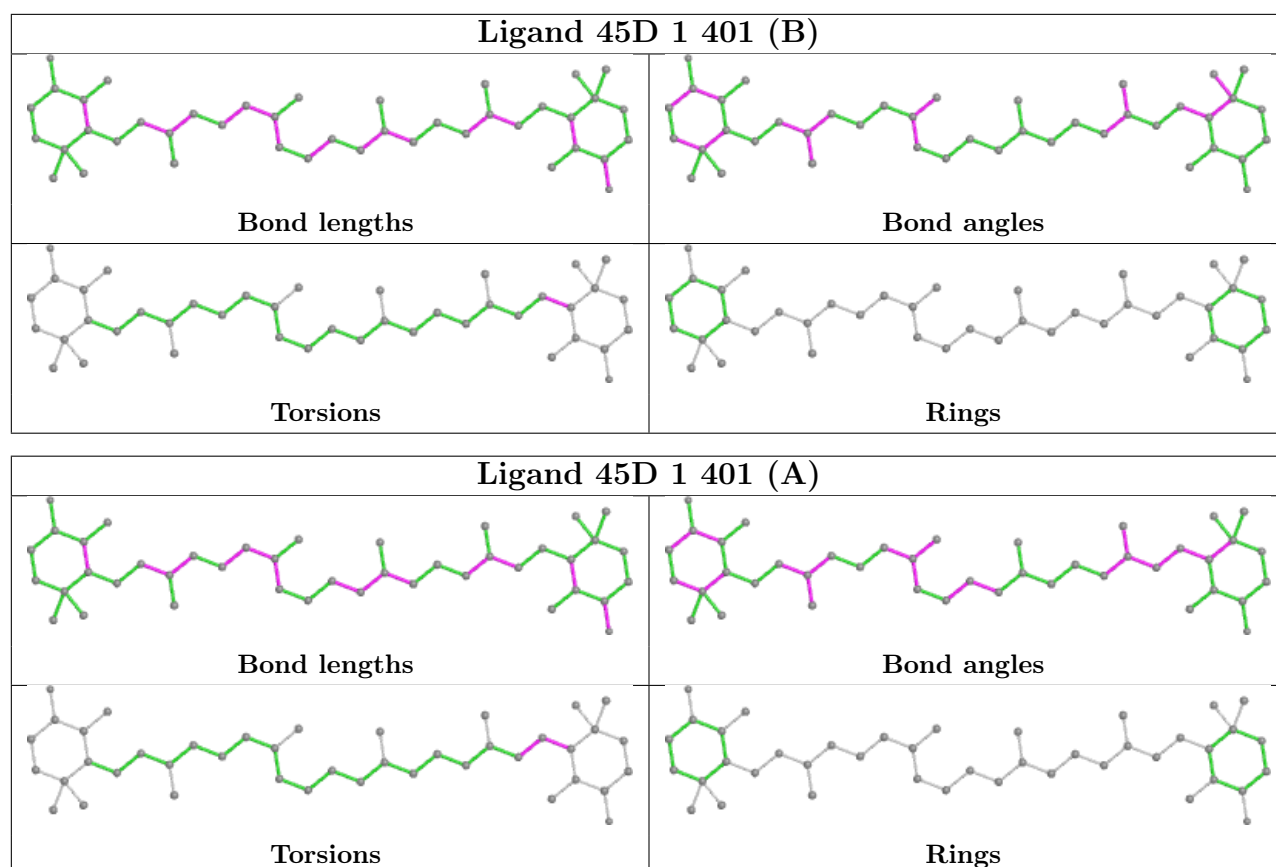 Ligand 45D 1 401 (B)
Bond lengths
Bond angles
Torsions
Rings
Ligand 45D 1 401 (A)
Bond lengths
Bond angles
Torsions
Rings